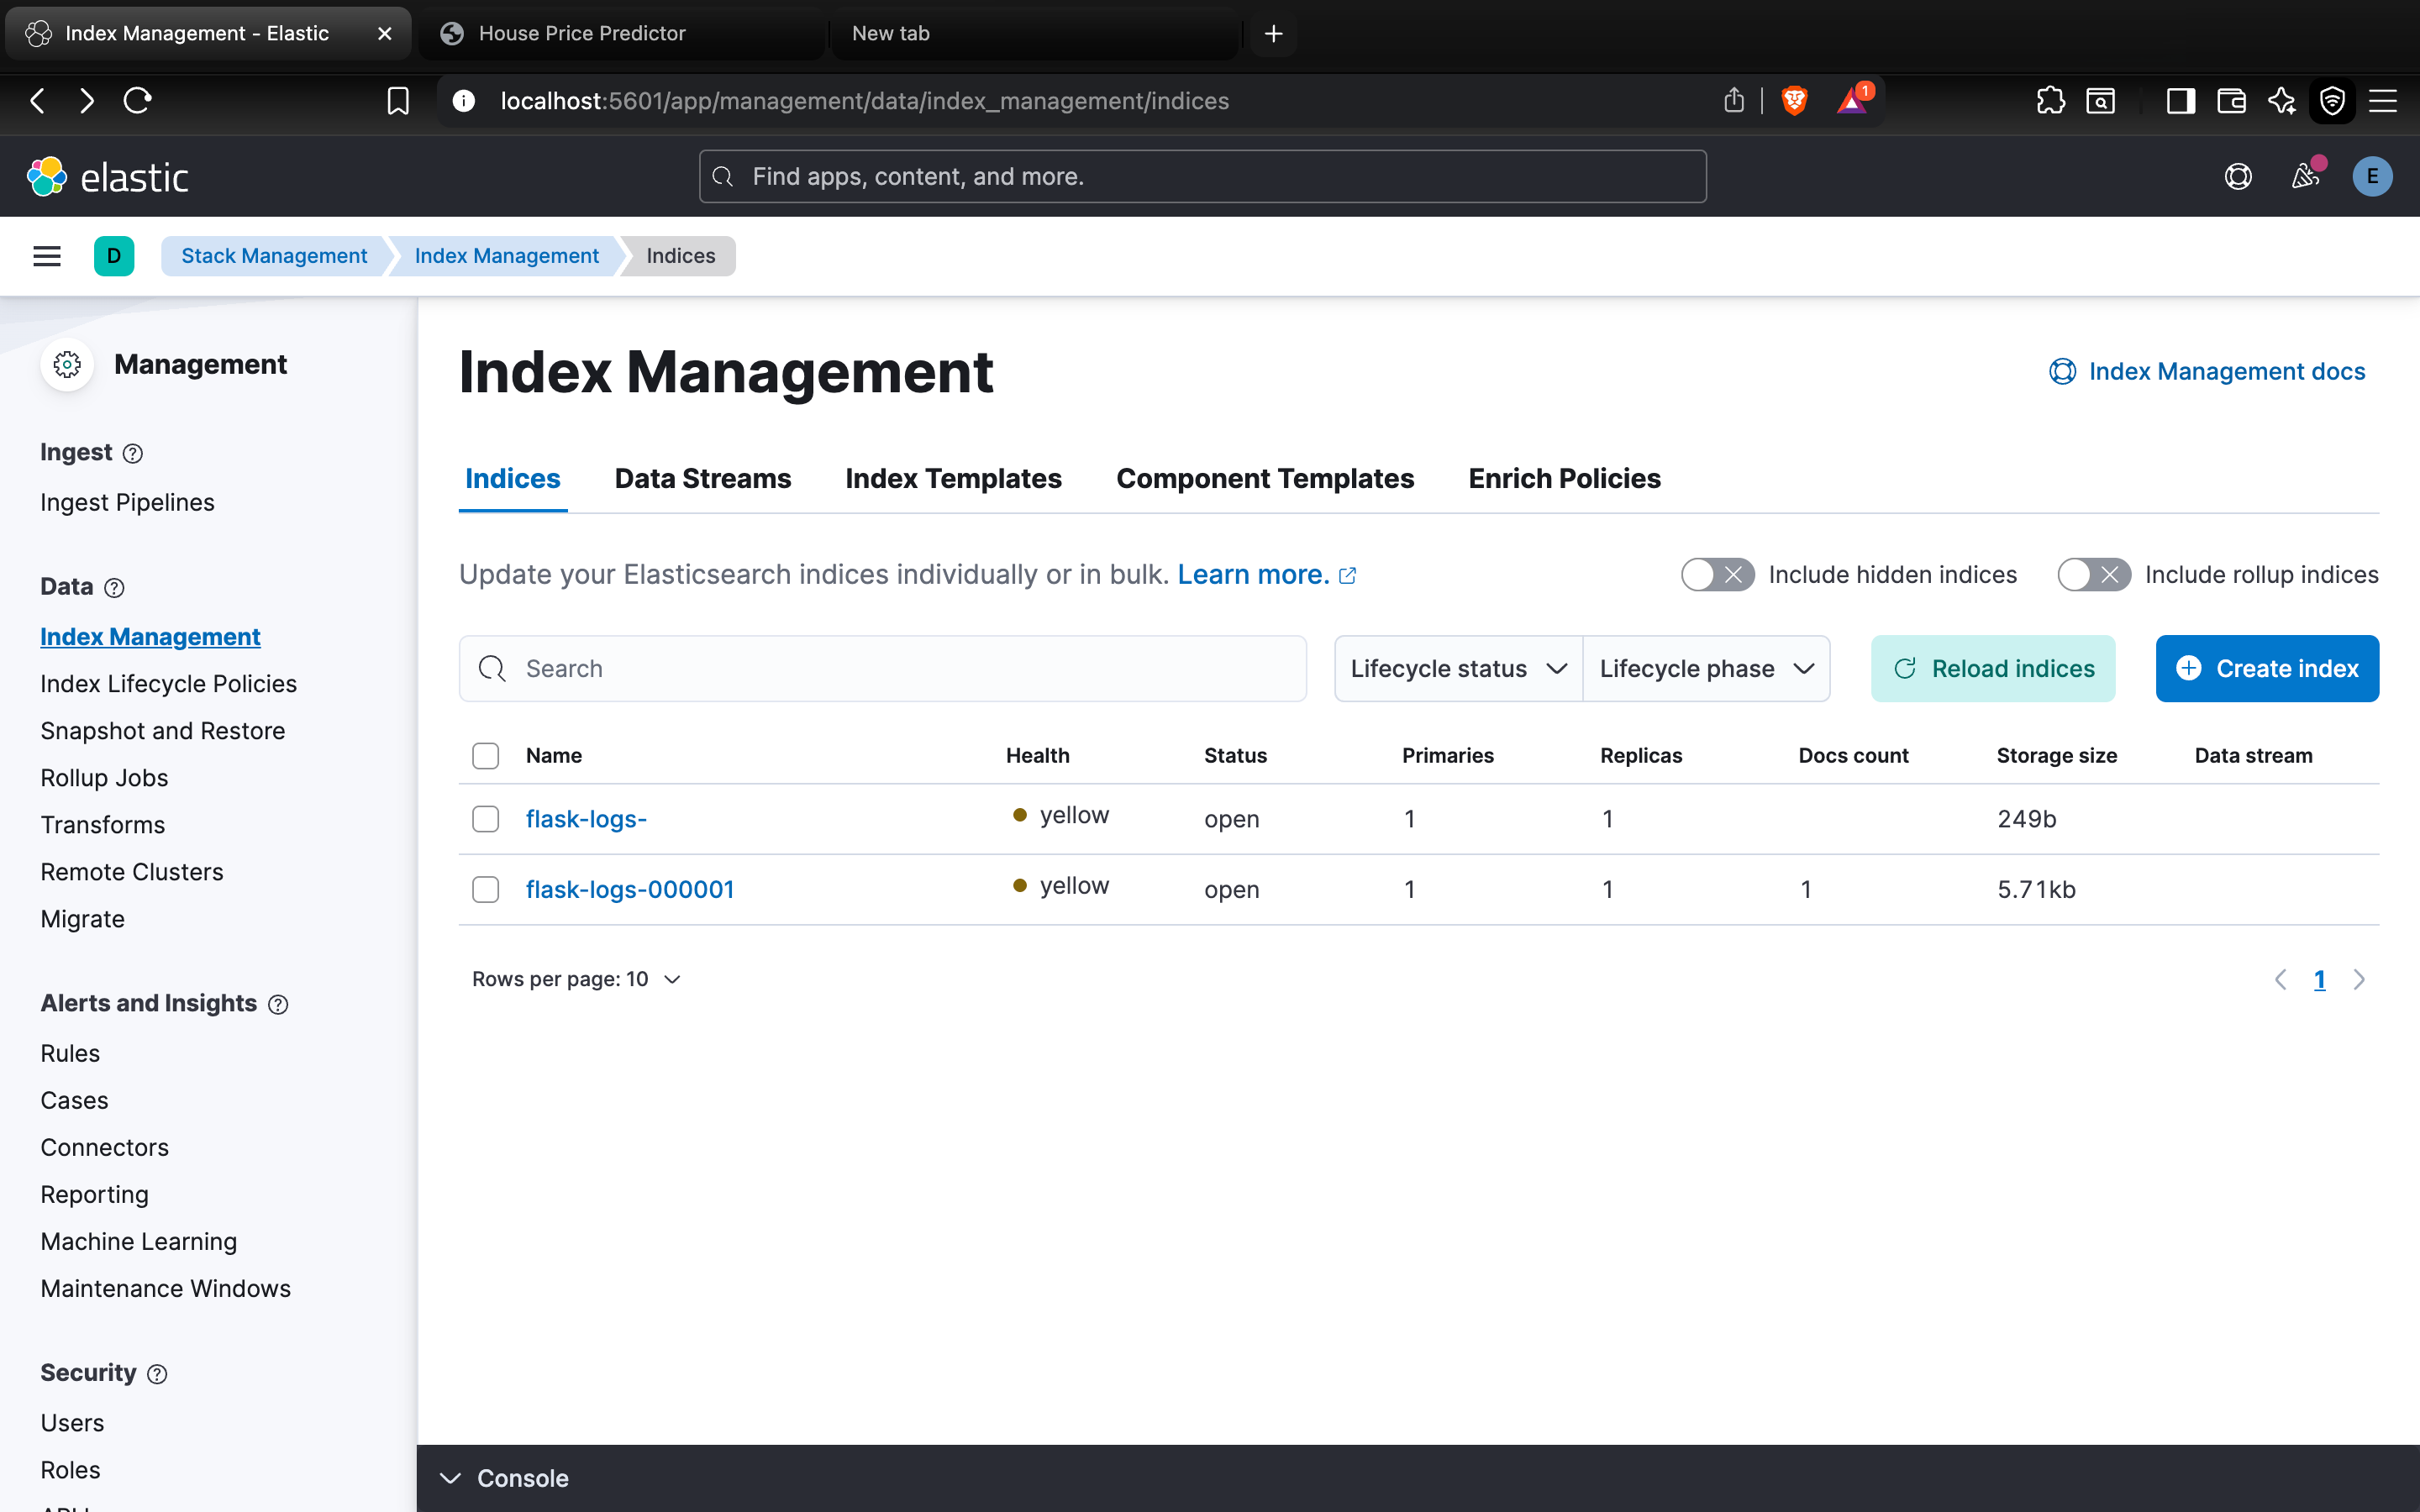 Index Management - Elastic
House Price Predictor
New tab
localhost:5601/app/management/data/index_management/indices
1
elastic
Find apps, content, and more.
E
D
Stack Management
Index Management
Indices
Management
Ingest
Ingest Pipelines
Data
Index Management
Index Lifecycle Policies
Snapshot and Restore
Rollup Jobs
Transforms
Remote Clusters
Migrate
Alerts and Insights
Rules
Cases
Connectors
Reporting
Machine Learning
Maintenance Windows
Security
Users
Roles
Index Management
Index Management docs
Indices
Data Streams
Index Templates
Component Templates
Enrich Policies
Update your Elasticsearch indices individually or in bulk. Learn more.
Include hidden indices
Include rollup indices
Search
Lifecycle status
Lifecycle phase
Reload indices
Create index
Name Health Status Primaries Replicas Docs count Storage size Data stream
flask-logs- yellow open 1 1 249b
flask-logs-000001 yellow open 1 1 1 5.71kb
Rows per page: 10
1
Console